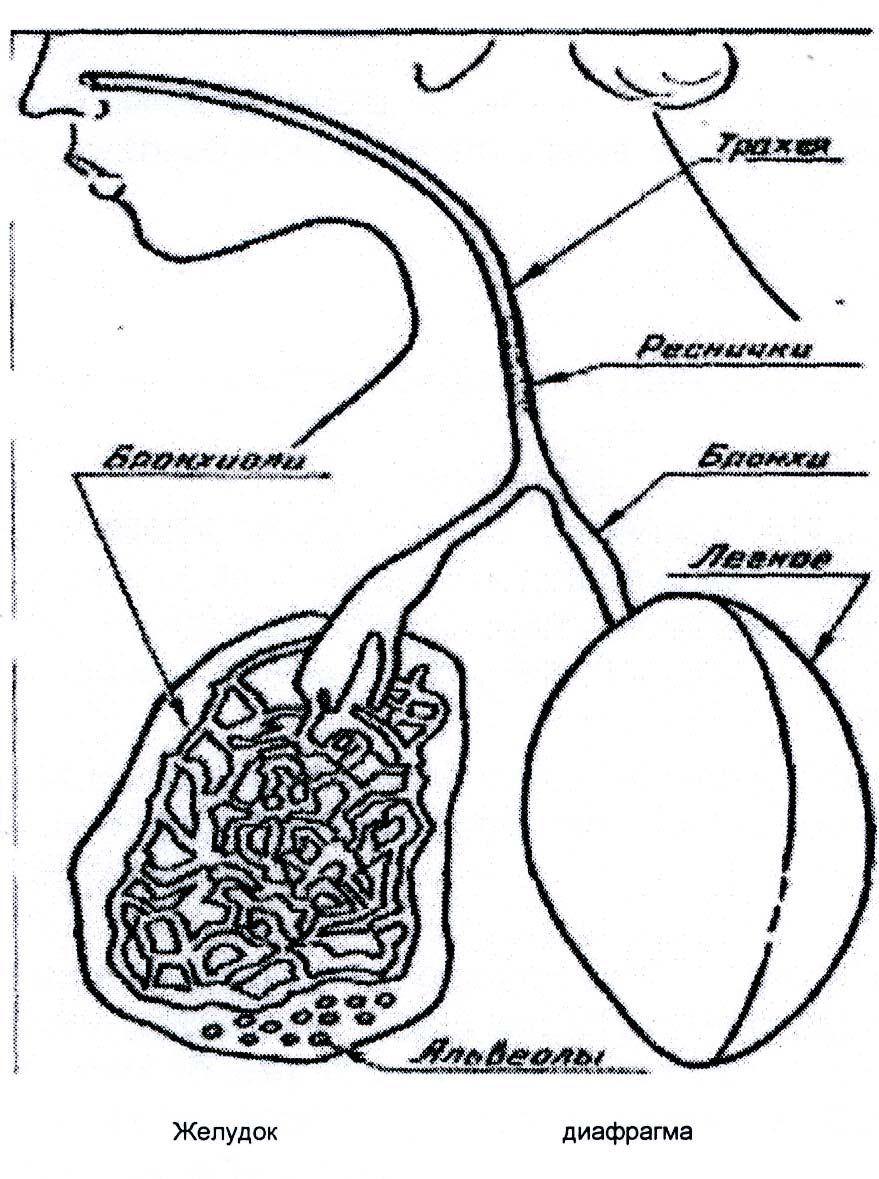 Трахея
Реснички
Бронхиоли
Бронхи
Легкое
Альвеолы
Желудок
диафрагма